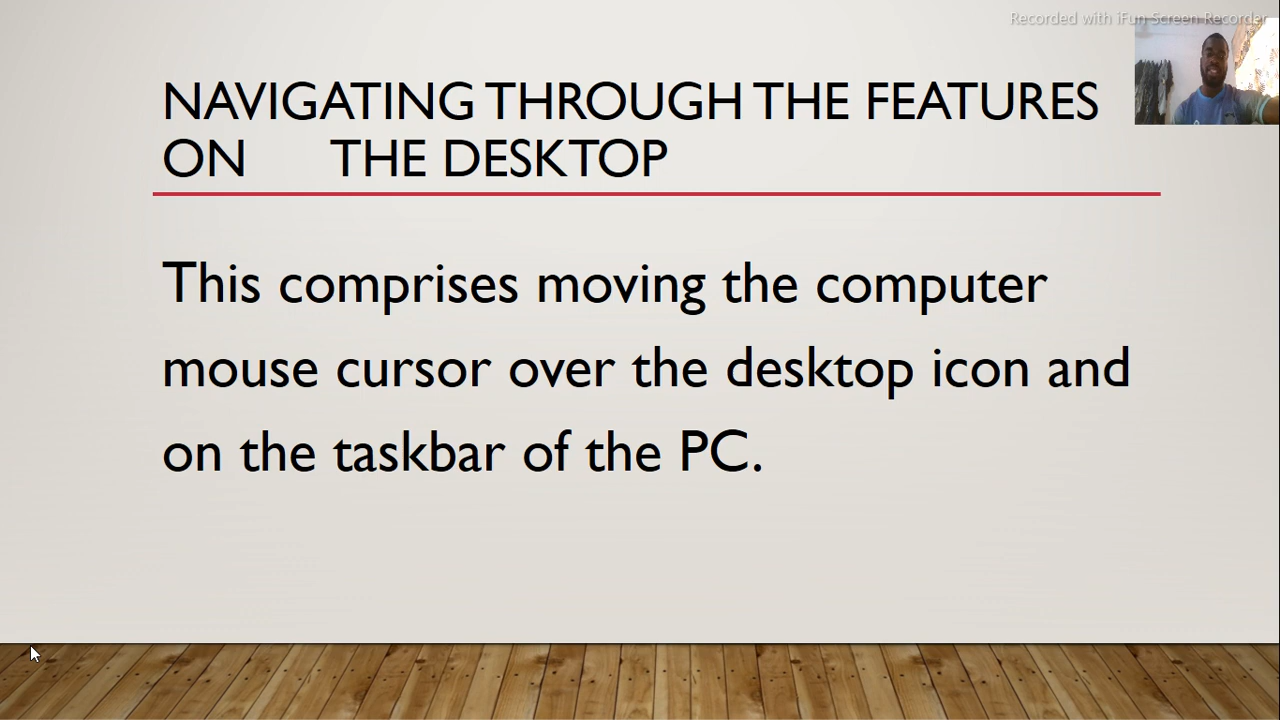 Recorded with iFun Screen Recorder
NAVIGATING THROUGH THE FEATURES
ON THE DESKTOP
This comprises moving the computer
mouse cursor over the desktop icon and
on the taskbar of the PC.